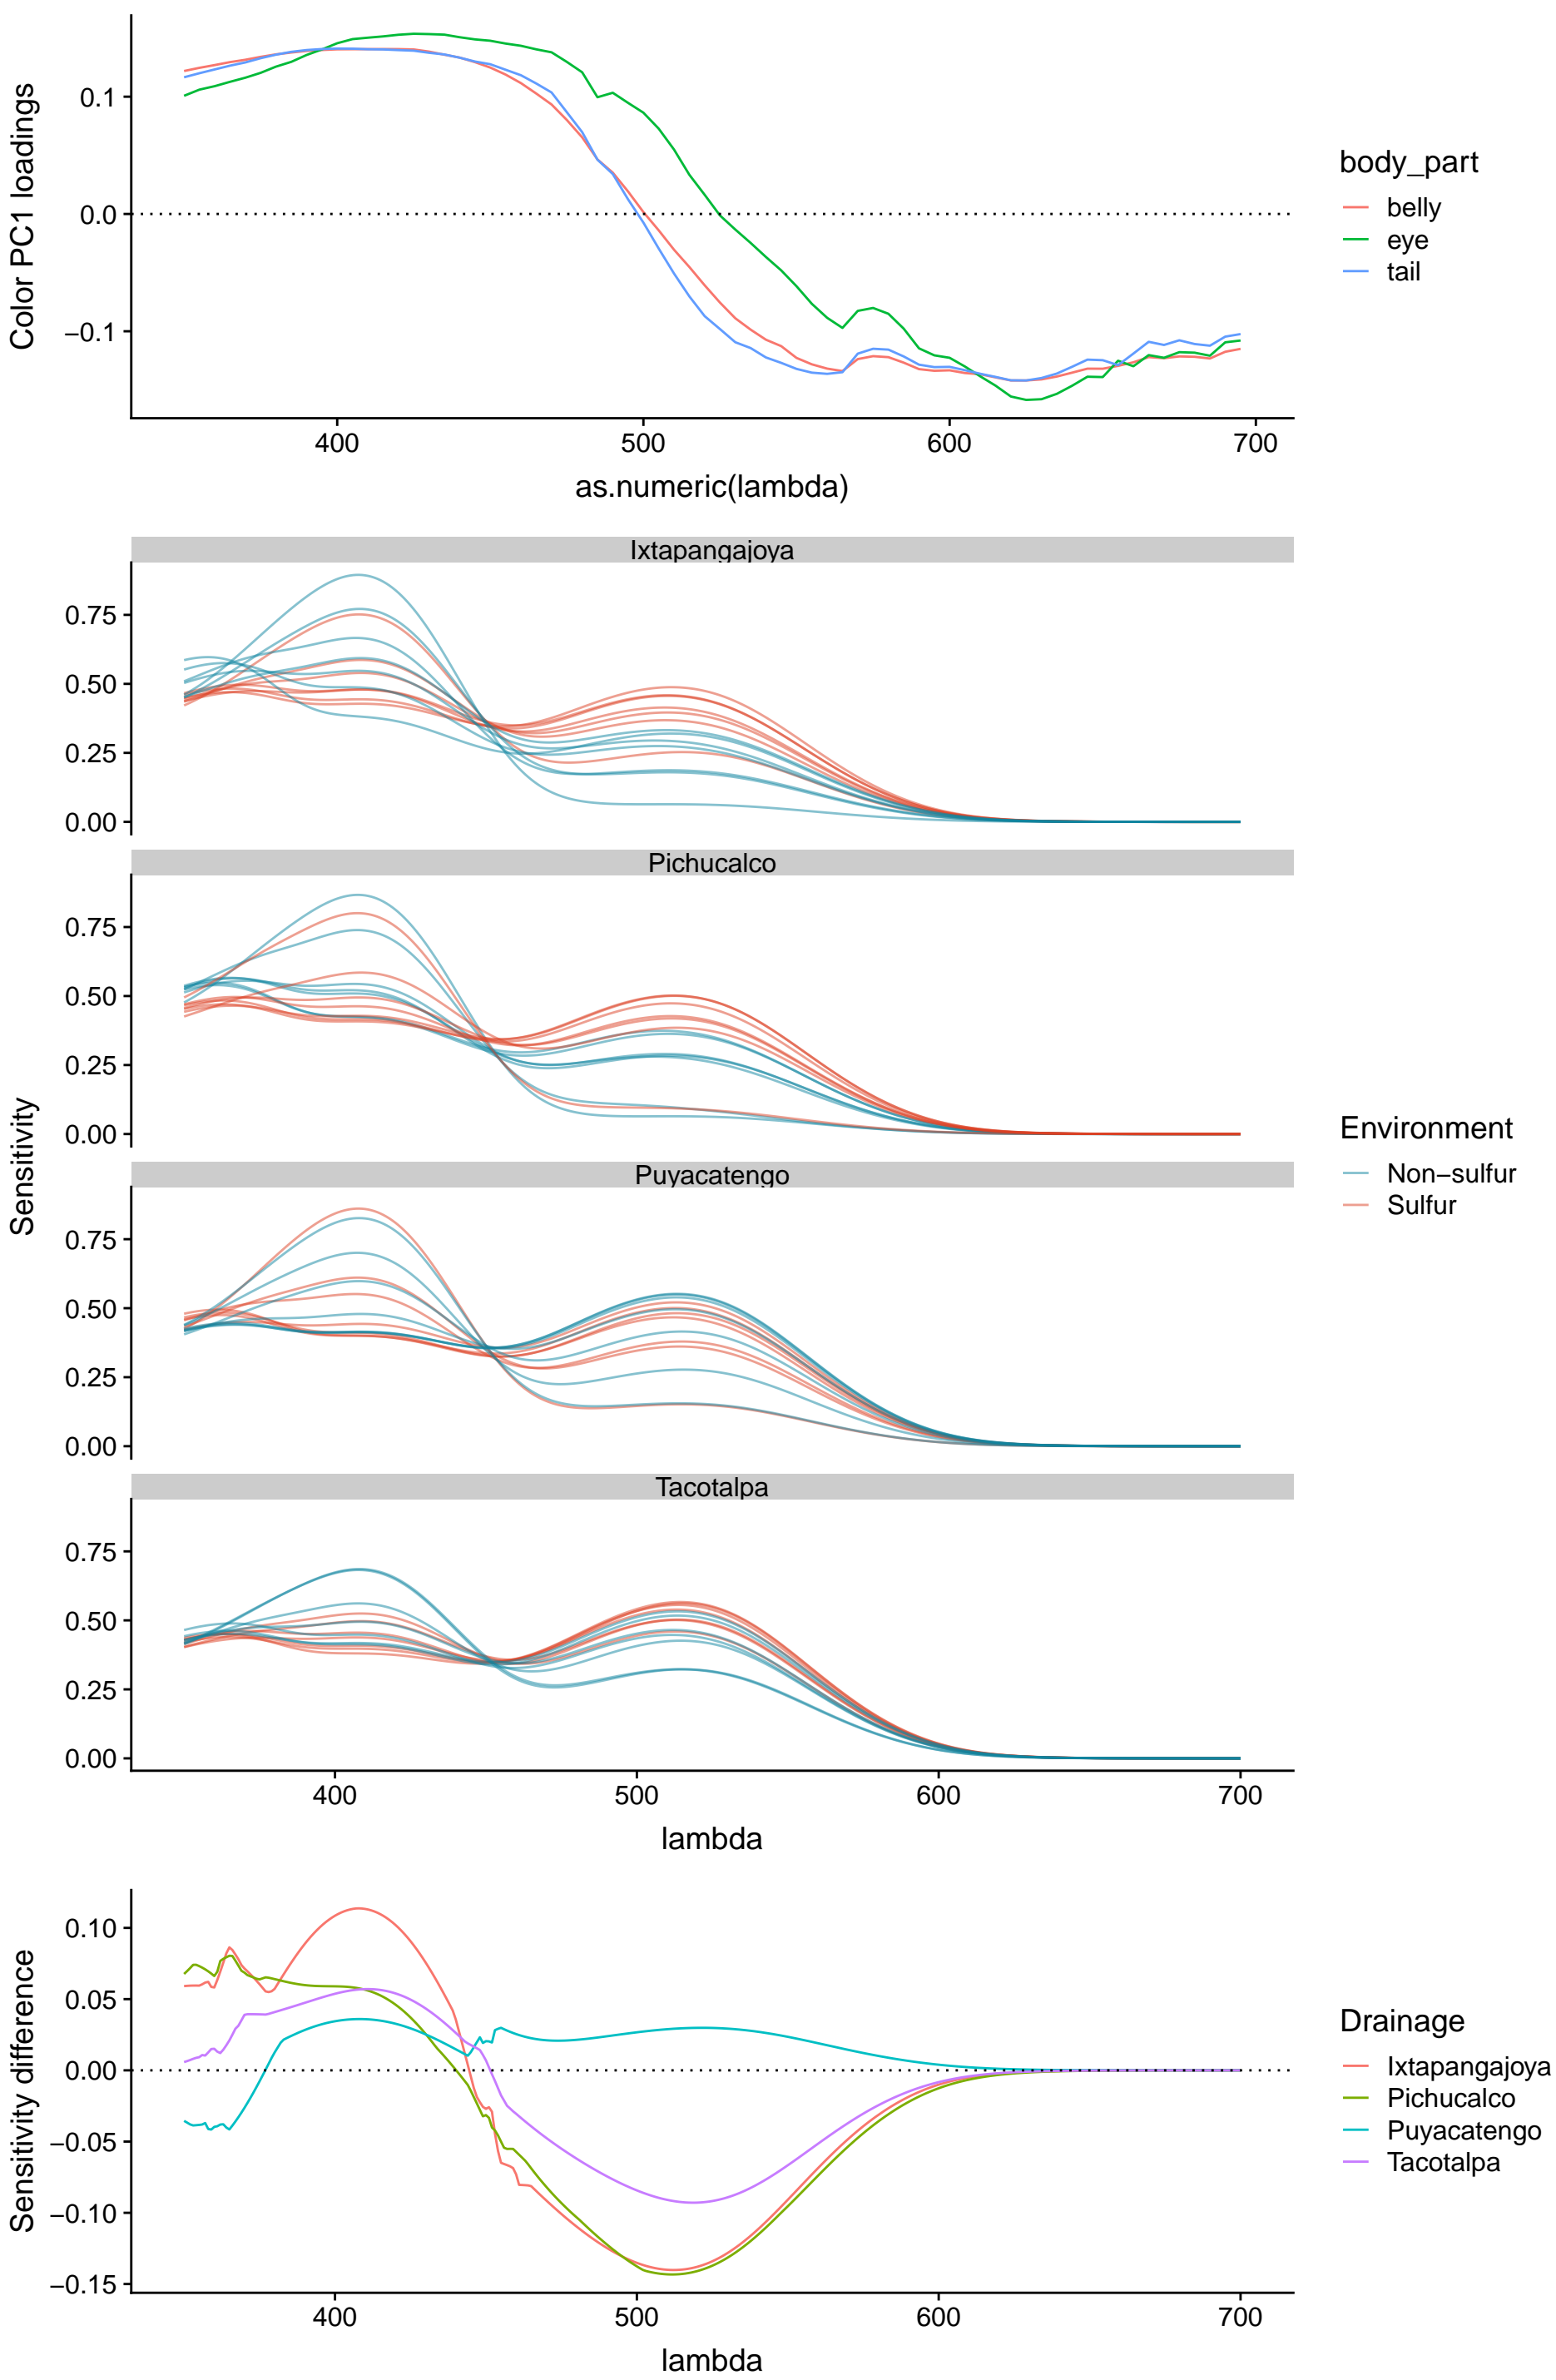 Color PC1 loadings
0.1
0.0
−0.1
400 500 600 700
as.numeric(lambda)
body_part
belly
eye
tail
Sensitivity
Ixtapangajoya
0.75
0.50
0.25
0.00
Pichucalco
0.75
0.50
0.25
0.00
Puyacatengo
0.75
0.50
0.25
0.00
Tacotalpa
0.75
0.50
0.25
0.00
400 500 600 700
lambda
Environment
Non−sulfur
Sulfur
Sensitivity difference
0.10
0.05
0.00
−0.05
−0.10
−0.15
400 500 600 700
lambda
Drainage
Ixtapangajoya
Pichucalco
Puyacatengo
Tacotalpa